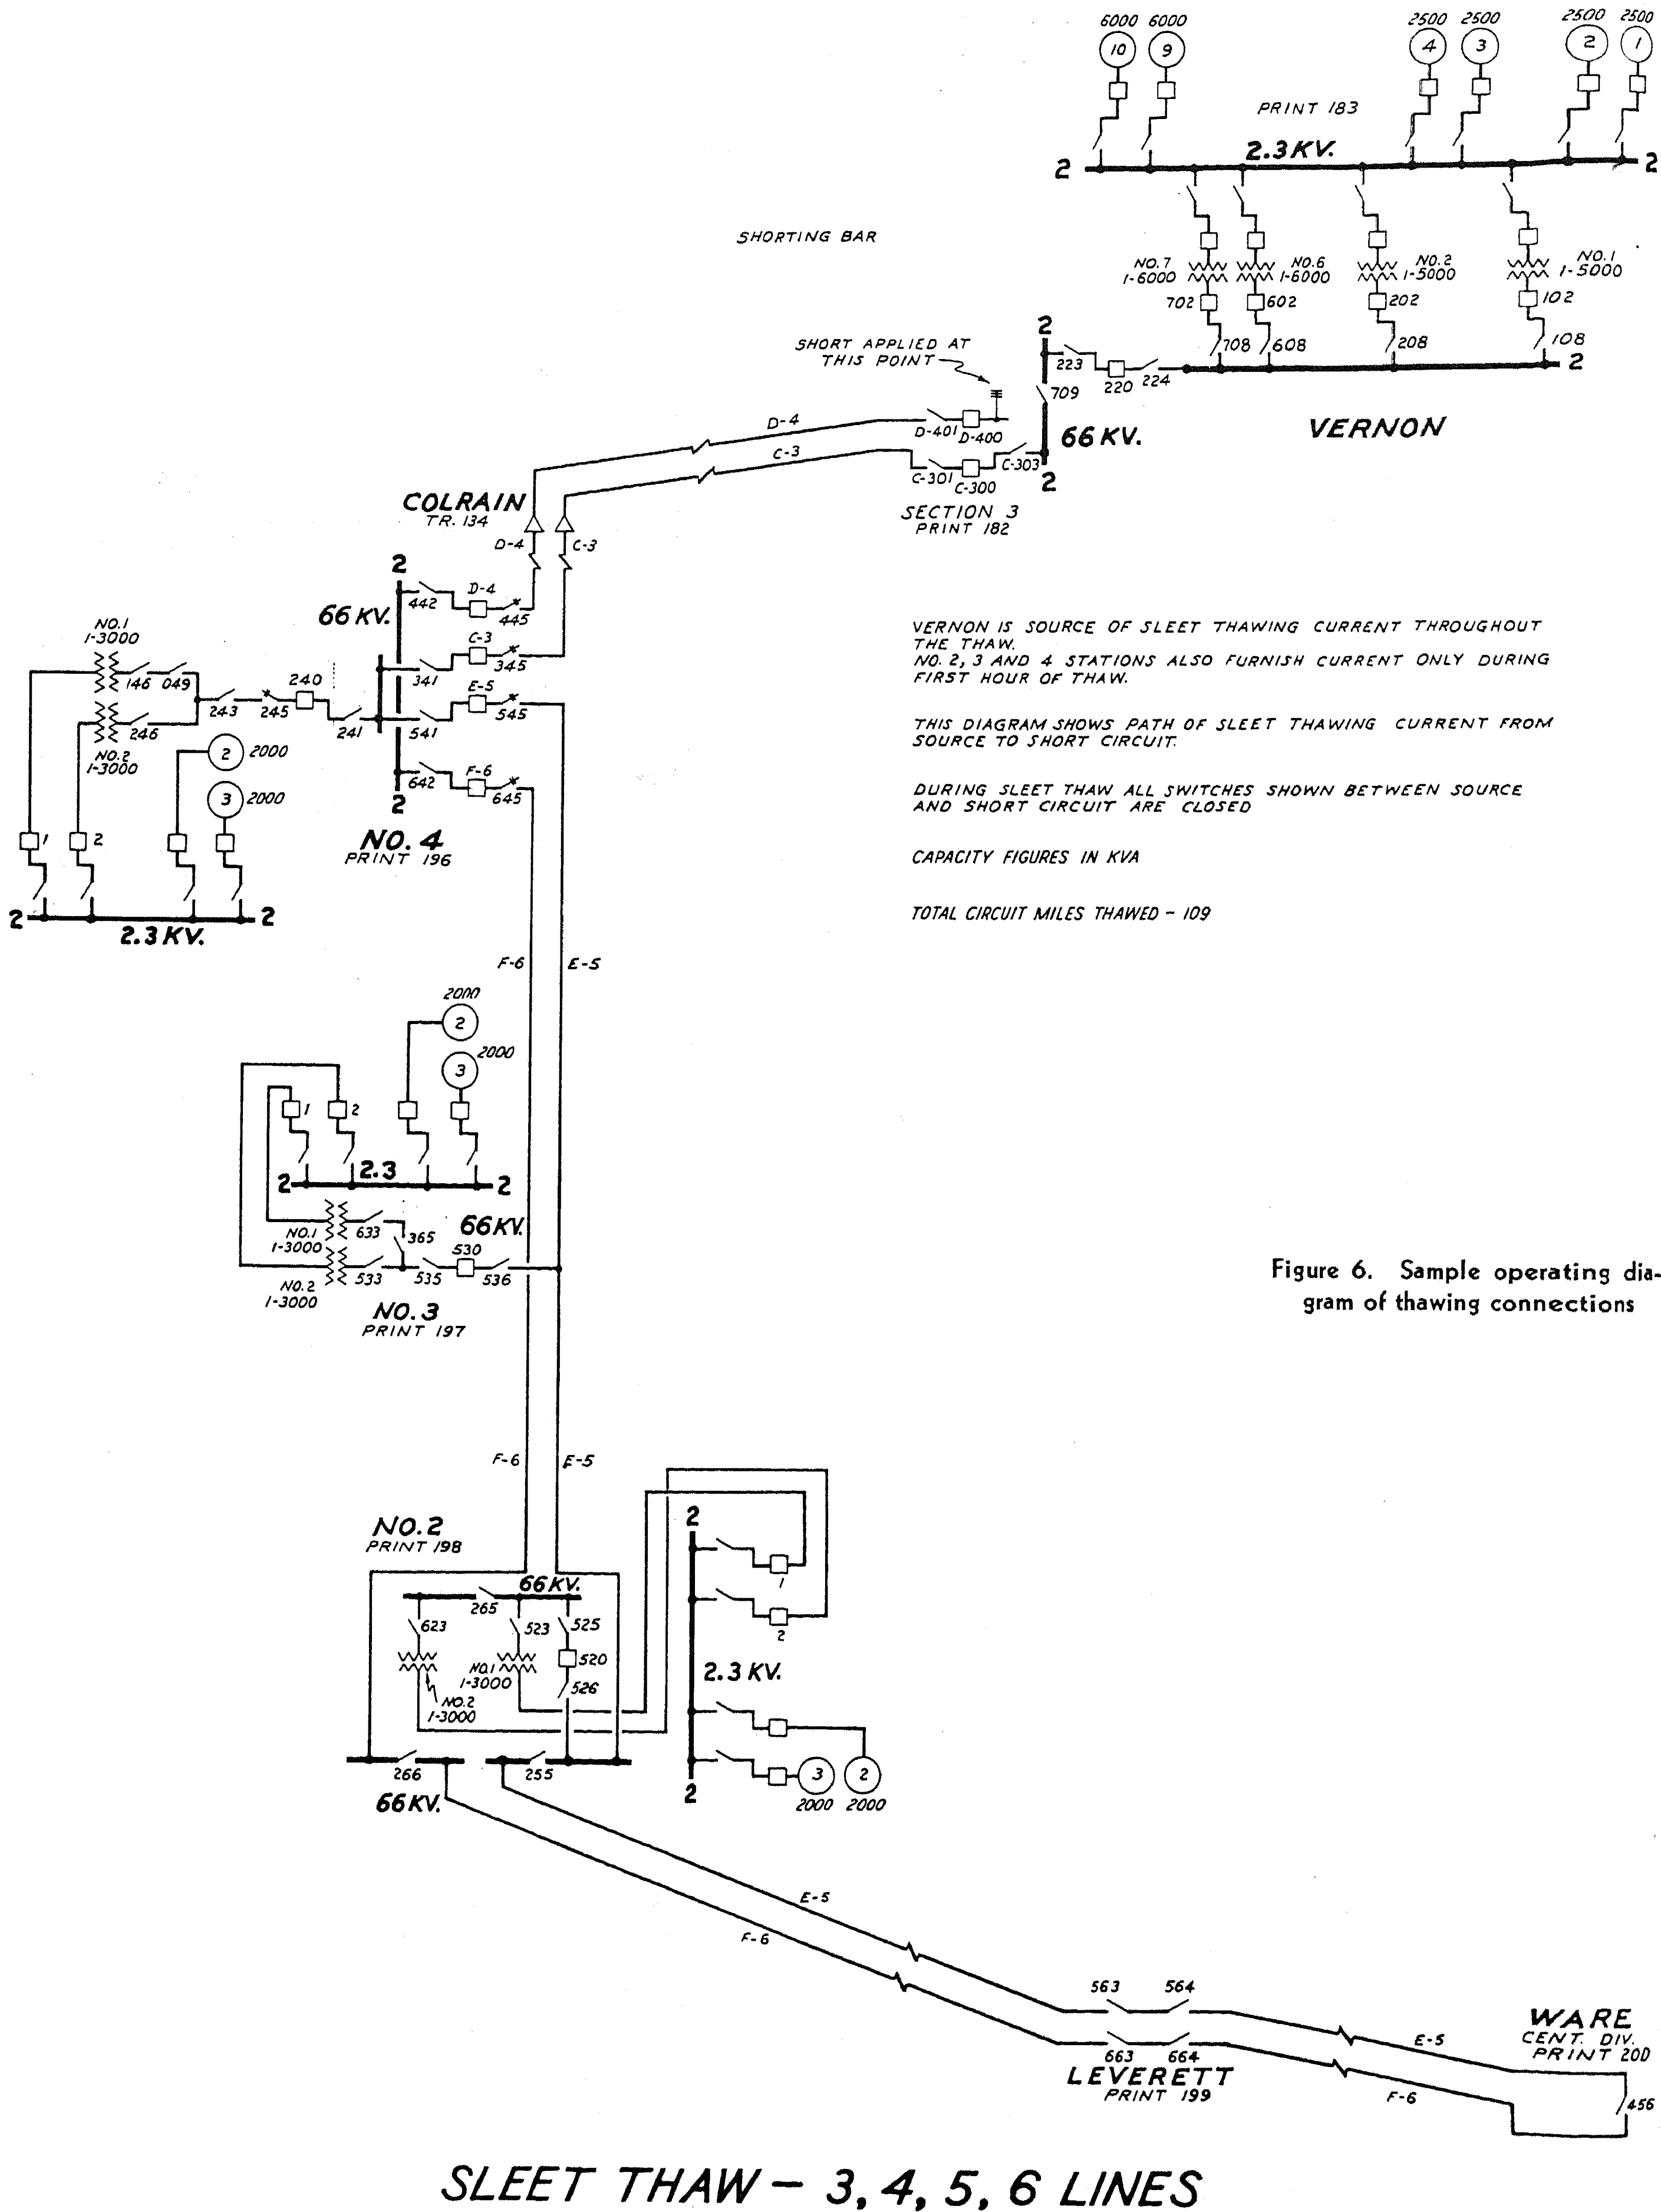 6000 6000
10 9
2500 2500
4 3
2500 2500
2 1
PRINT 183
2.3 KV.
2 2
SHORTING BAR
NO. 7
1-6000
NO. 6
1-6000
NO. 2
1-5000
NO. 1
1-5000
702 602 202 102
708 608 208 108
2
SHORT APPLIED AT
THIS POINT
2
223
220 224
709
66 KV.
VERNON
D-4
D-401 D-400
C-3
C-301 C-300
C-303
2
SECTION 3
PRINT 182
COLRAIN
TR. 134
D-4 C-3
2
66 KV.
442
D-4
445
C-3
341 345
E-5
541 545
F-6
642 645
2
NO. 4
PRINT 196
NO. 1
1-3000
146 049
240
243 245 241
246
NO. 2
1-3000
2 2000
3 2000
1 2
2 2
2.3 KV.
VERNON IS SOURCE OF SLEET THAWING CURRENT THROUGHOUT
THE THAW.
NO. 2, 3 AND 4 STATIONS ALSO FURNISH CURRENT ONLY DURING
FIRST HOUR OF THAW.
THIS DIAGRAM SHOWS PATH OF SLEET THAWING CURRENT FROM
SOURCE TO SHORT CIRCUIT.
DURING SLEET THAW ALL SWITCHES SHOWN BETWEEN SOURCE
AND SHORT CIRCUIT ARE CLOSED
CAPACITY FIGURES IN KVA
TOTAL CIRCUIT MILES THAWED - 109
F-6 E-5
2000
2
2000
3
1 2
2.3
2 2
66 KV.
NO. 1
1-3000
633
365
530
533 535 536
NO. 2
1-3000
NO. 3
PRINT 197
Figure 6. Sample operating dia-
gram of thawing connections
F-6 E-5
NO. 2
PRINT 198
66 KV.
265
623 523 525
520
526
NO. 1
1-3000
NO. 2
1-3000
266 255
66 KV.
2
1
2
2.3 KV.
3 2
2
2000 2000
E-5
F-6
563 564
663 664
LEVERETT
PRINT 199
WARE
CENT. DIV.
PRINT 200
E-5
F-6
456
SLEET THAW - 3, 4, 5, 6 LINES